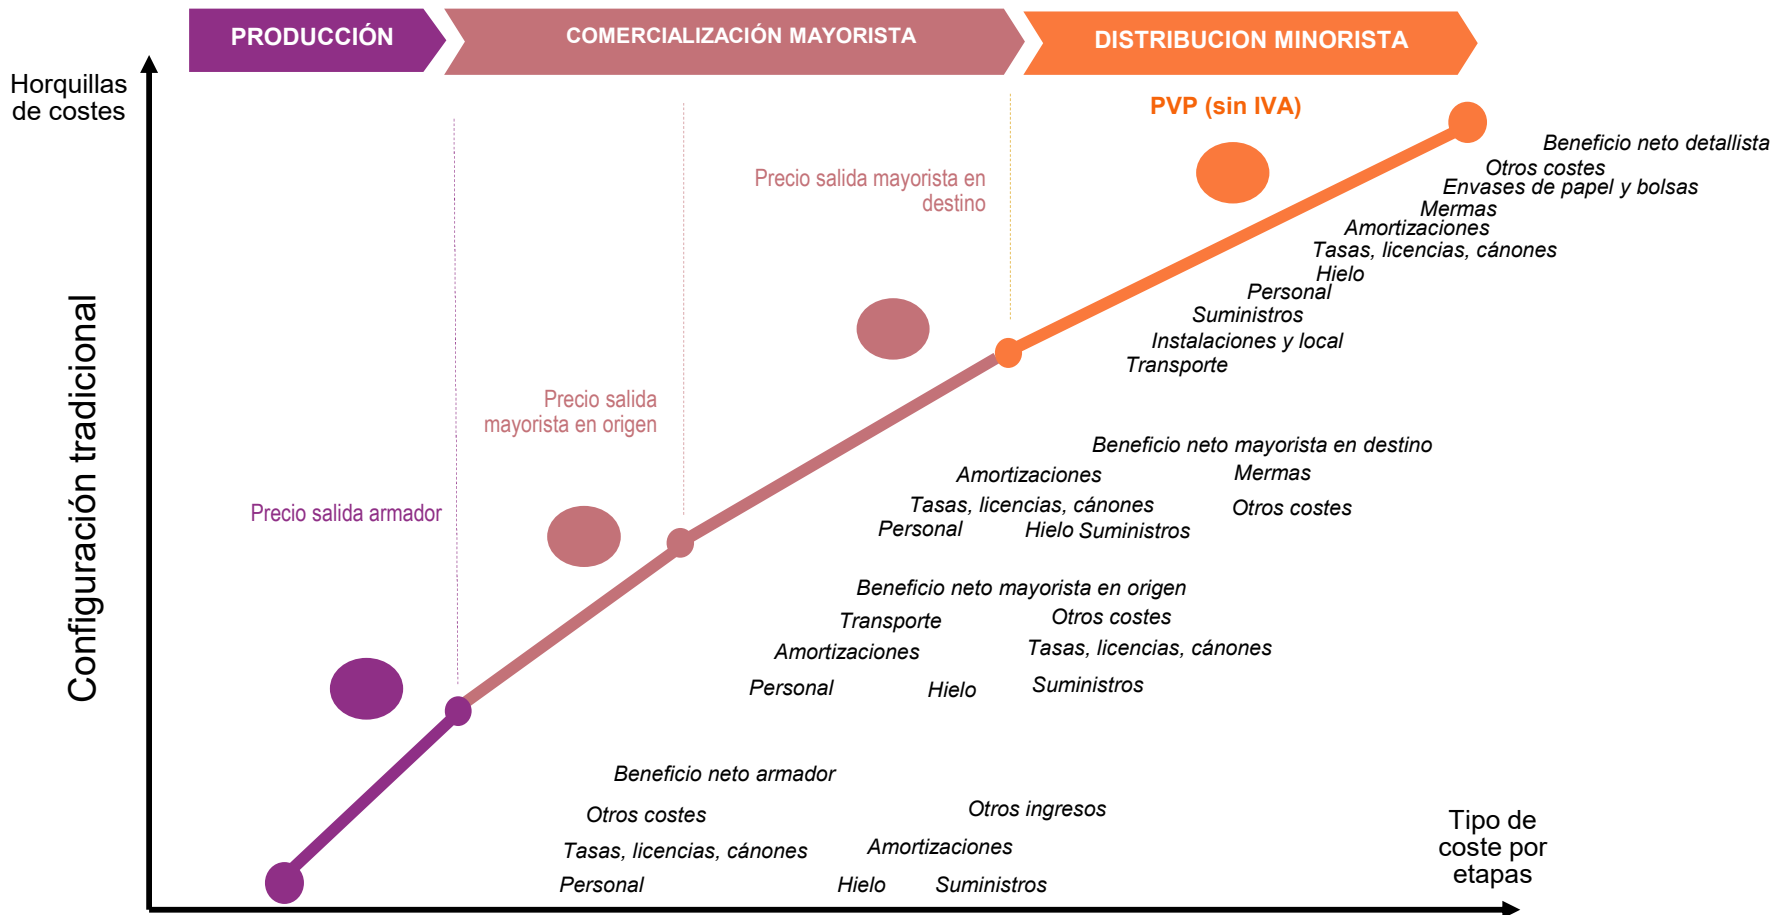 PRODUCCIÓN
COMERCIALIZACIÓN MAYORISTA
DISTRIBUCION MINORISTA
Horquillas
de costes
PVP (sin IVA)
Beneficio neto detallista
Otros costes
Envases de papel y bolsas
Mermas
Amortizaciones
Tasas, licencias, cánones
Hielo
Personal
Suministros
Instalaciones y local
Transporte
Precio salida mayorista en
destino
Precio salida
mayorista en origen
Precio salida armador
Configuración tradicional
Beneficio neto mayorista en destino
Amortizaciones
Mermas
Tasas, licencias, cánones
Otros costes
Personal
Hielo
Suministros
Beneficio neto mayorista en origen
Transporte
Otros costes
Amortizaciones
Tasas, licencias, cánones
Personal
Hielo
Suministros
Beneficio neto armador
Otros costes
Otros ingresos
Tasas, licencias, cánones
Amortizaciones
Personal
Hielo
Suministros
Tipo de
coste por
etapas